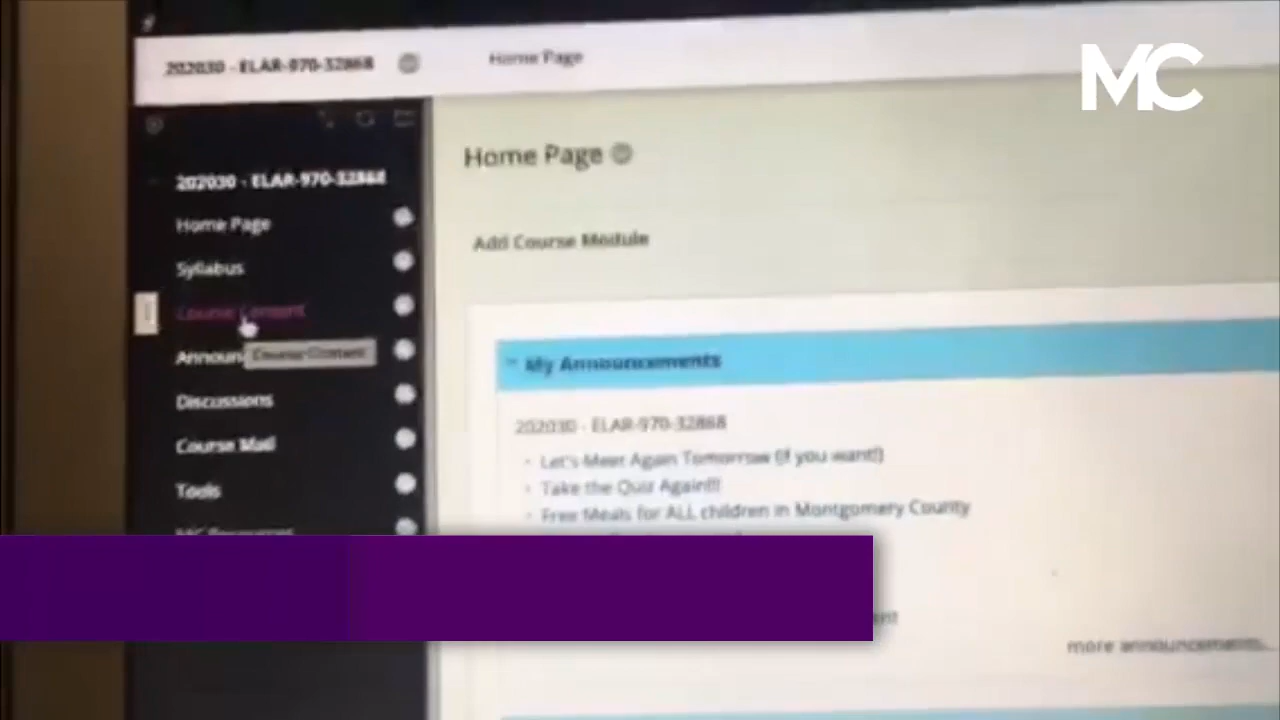 MC
202030 - ELAR-970-32868
Home Page
202030 - ELAR-970-32868
Home Page
Syllabus
Course Content
Announ
Course Content
Discussions
Course Mail
Tools
MC Resources
Home Page
Add Course Module
My Announcements
202030 - ELAR-970-32868
Let's Meet Again Tomorrow (if you want!)
Take the Quiz Again!!!
Free Meals for ALL children in Montgomery County
more announcements...